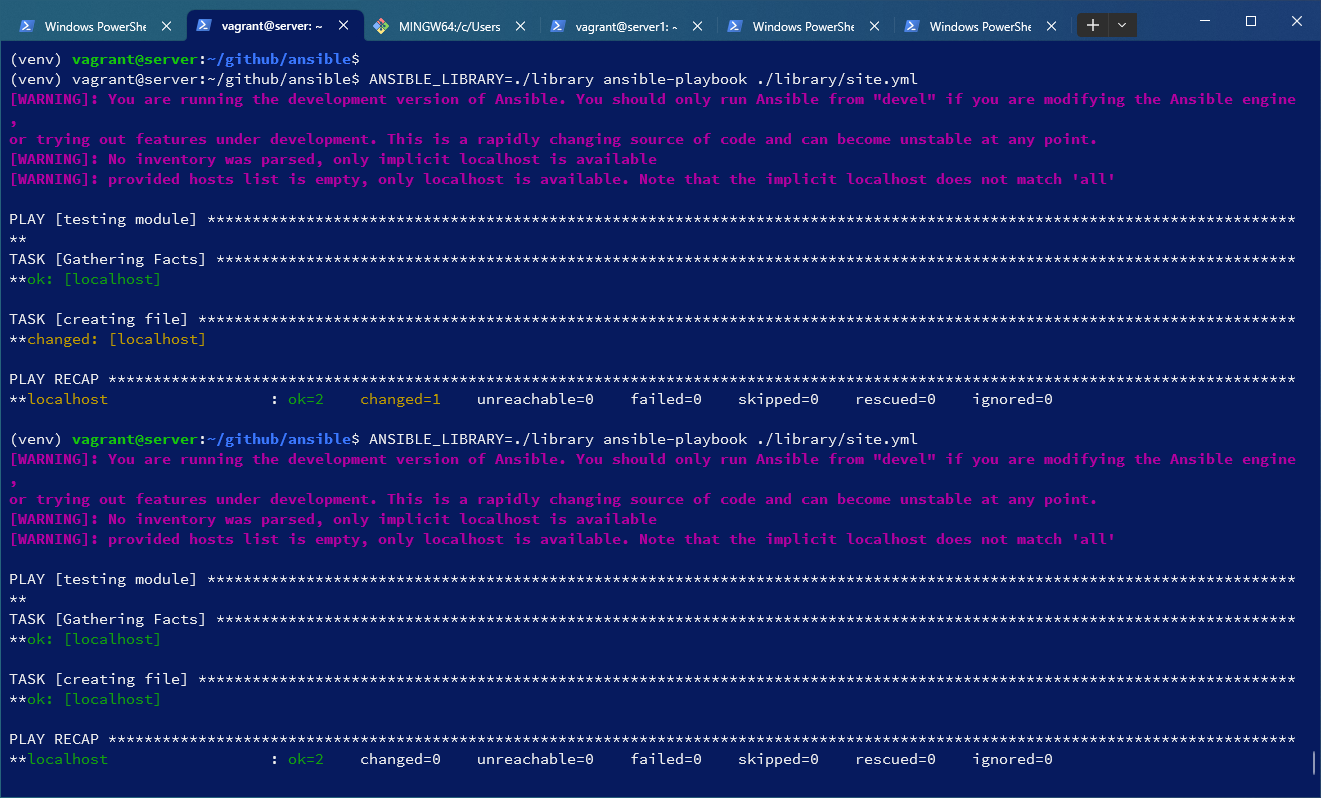 Windows PowerShe
vagrant@server: ~
MINGW64:/c/Users
vagrant@server1: ~
Windows PowerShe
Windows PowerShe
(venv) vagrant@server:~/github/ansible$
(venv) vagrant@server:~/github/ansible$ ANSIBLE_LIBRARY=./library ansible-playbook ./library/site.yml
[WARNING]: You are running the development version of Ansible. You should only run Ansible from "devel" if you are modifying the Ansible engine
,
or trying out features under development. This is a rapidly changing source of code and can become unstable at any point.
[WARNING]: No inventory was parsed, only implicit localhost is available
[WARNING]: provided hosts list is empty, only localhost is available. Note that the implicit localhost does not match 'all'
PLAY [testing module] *************************************************************************************************************************
**
TASK [Gathering Facts] ************************************************************************************************************************
**ok: [localhost]
TASK [creating file] **************************************************************************************************************************
**changed: [localhost]
PLAY RECAP ************************************************************************************************************************************
**localhost                  : ok=2    changed=1    unreachable=0    failed=0    skipped=0    rescued=0    ignored=0
(venv) vagrant@server:~/github/ansible$ ANSIBLE_LIBRARY=./library ansible-playbook ./library/site.yml
[WARNING]: You are running the development version of Ansible. You should only run Ansible from "devel" if you are modifying the Ansible engine
,
or trying out features under development. This is a rapidly changing source of code and can become unstable at any point.
[WARNING]: No inventory was parsed, only implicit localhost is available
[WARNING]: provided hosts list is empty, only localhost is available. Note that the implicit localhost does not match 'all'
PLAY [testing module] *************************************************************************************************************************
**
TASK [Gathering Facts] ************************************************************************************************************************
**ok: [localhost]
TASK [creating file] **************************************************************************************************************************
**ok: [localhost]
PLAY RECAP ************************************************************************************************************************************
**localhost                  : ok=2    changed=0    unreachable=0    failed=0    skipped=0    rescued=0    ignored=0